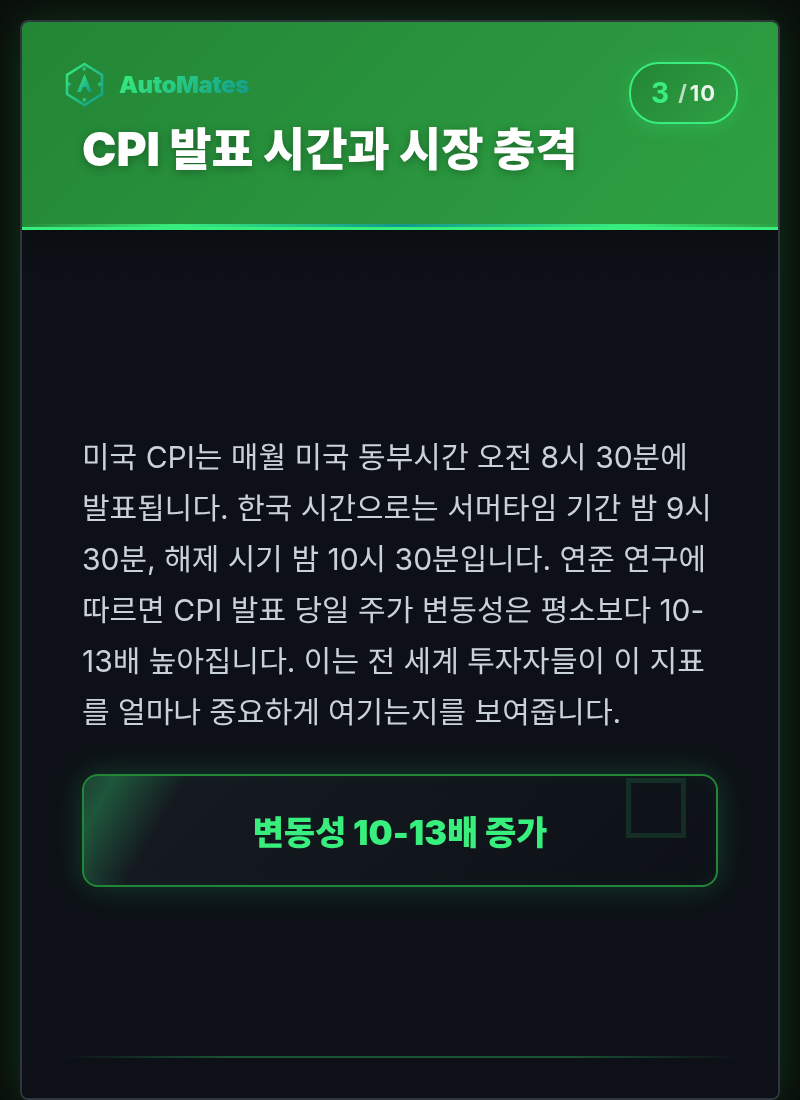 AutoMates
3 /10
CPI 발표 시간과 시장 충격
미국 CPI는 매월 미국 동부시간 오전 8시 30분에
발표됩니다. 한국 시간으로는 서머타임 기간 밤 9시
30분, 해제 시기 밤 10시 30분입니다. 연준 연구에
따르면 CPI 발표 당일 주가 변동성은 평소보다 10-
13배 높아집니다. 이는 전 세계 투자자들이 이 지표
를 얼마나 중요하게 여기는지를 보여줍니다.
변동성 10-13배 증가